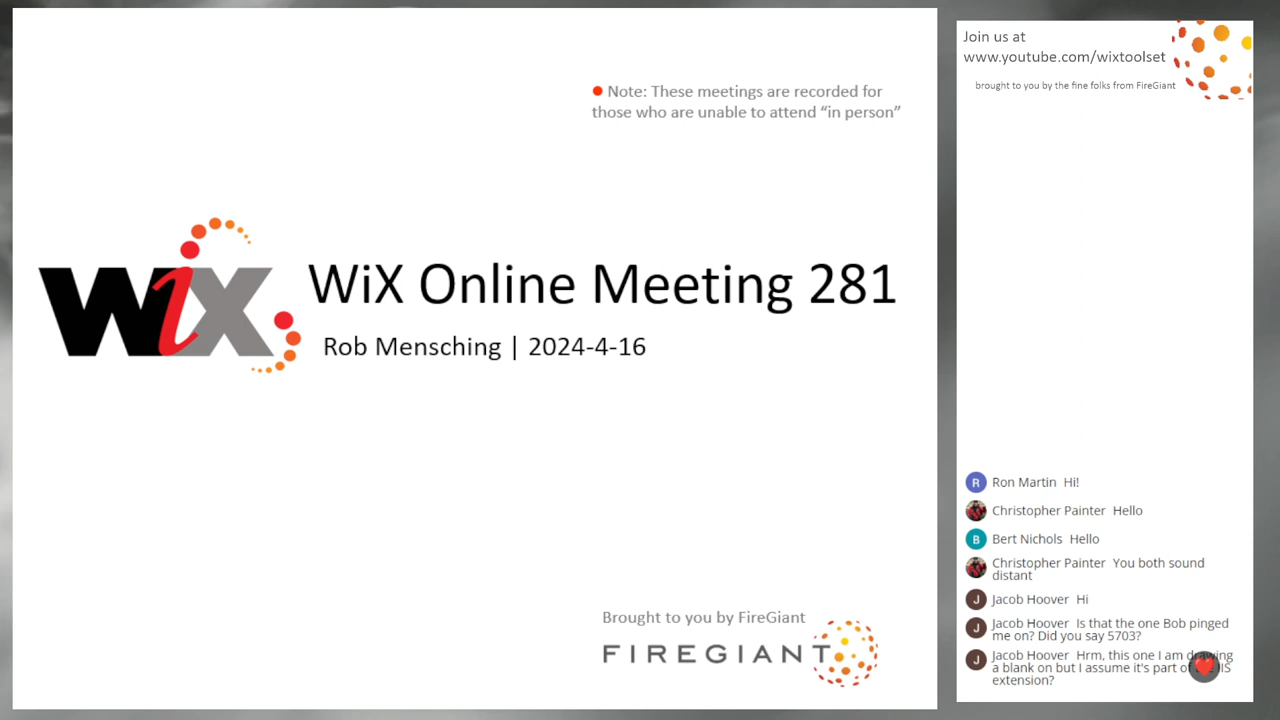 Note: These meetings are recorded for
those who are unable to attend “in person”
WiX
WiX Online Meeting 281
Rob Mensching | 2024-4-16
Brought to you by FireGiant
FIREGIANT
Join us at
www.youtube.com/wixtoolset
brought to you by the fine folks from FireGiant
R Ron Martin Hi!
Christopher Painter Hello
B Bert Nichols Hello
Christopher Painter You both sound
distant
J Jacob Hoover Hi
J Jacob Hoover Is that the one Bob pinged
me on? Did you say 5703?
J Jacob Hoover Hrm, this one I am drawing
a blank on but I assume it's part of
extension?